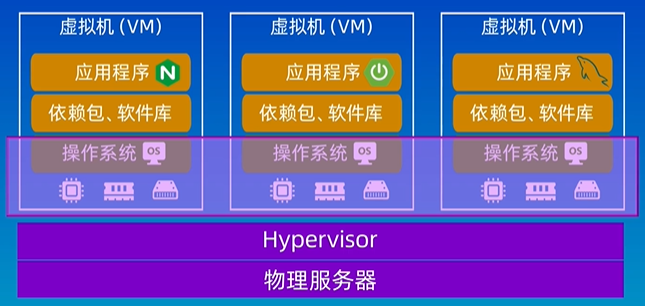 虚拟机 (VM) 虚拟机 (VM) 虚拟机 (VM)
应用程序 N 应用程序 应用程序
依赖包、软件库 依赖包、软件库 依赖包、软件库
操作系统 OS 操作系统 OS 操作系统 OS
Hypervisor
物理服务器